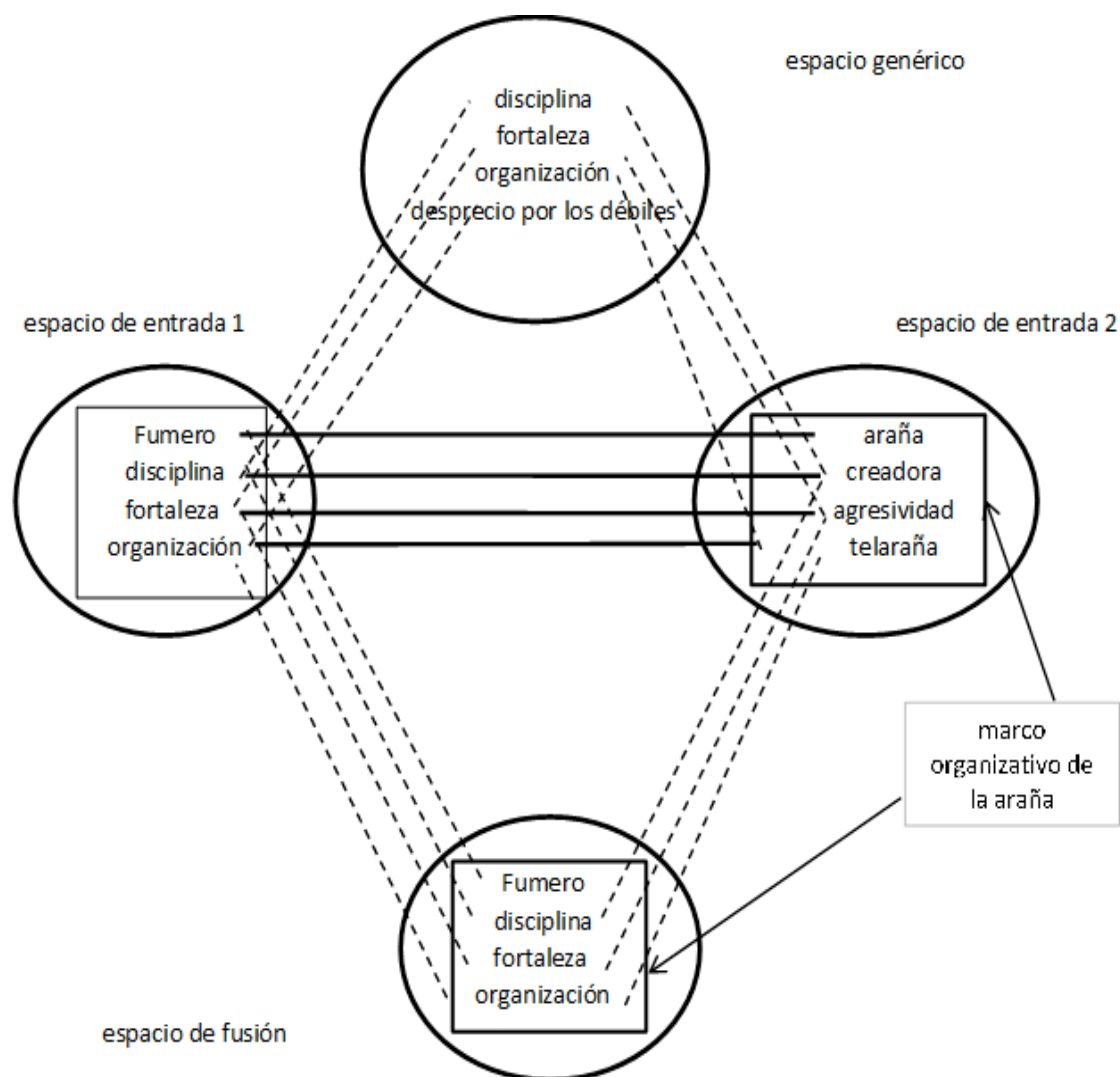 espacio genérico
disciplina
fortaleza
organización
desprecio por los débiles
espacio de entrada 1
espacio de entrada 2
Fumero
disciplina
fortaleza
organización
araña
creadora
agresividad
telaraña
marco
organizativo de
la araña
Fumero
disciplina
fortaleza
organización
espacio de fusión